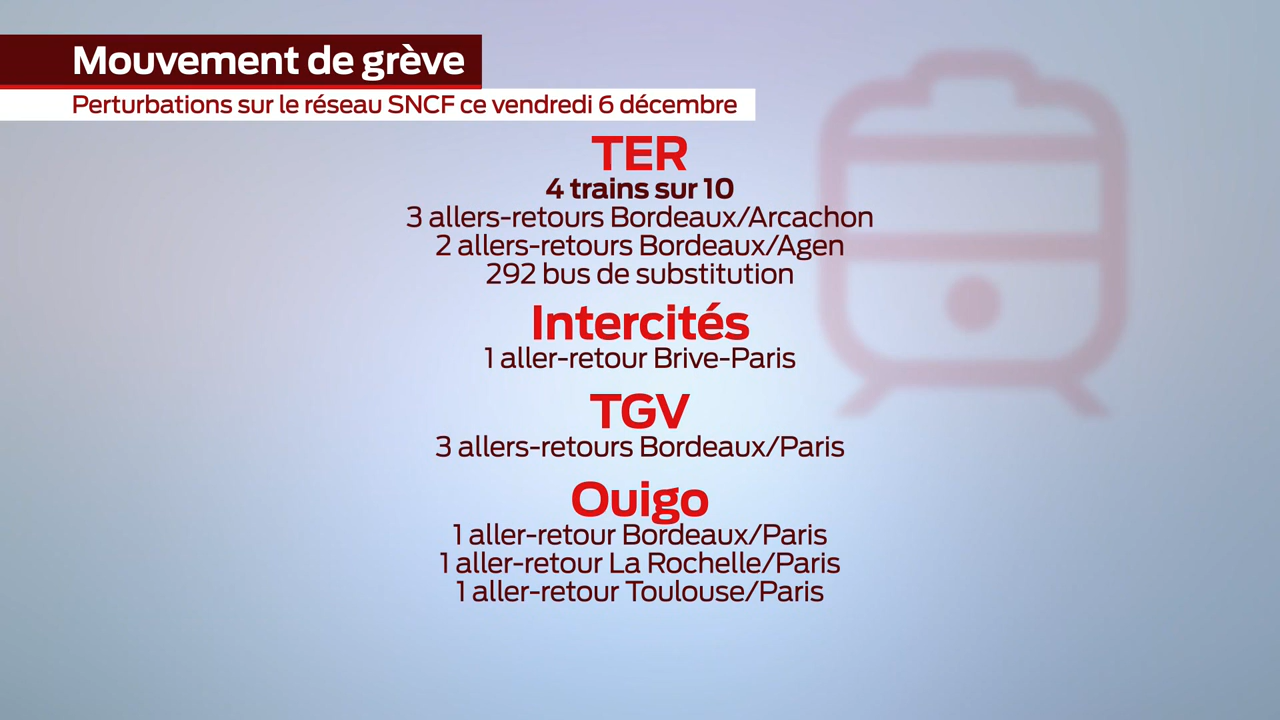 Mouvement de grève
Perturbations sur le réseau SNCF ce vendredi 6 décembre
TER
4 trains sur 10
3 allers-retours Bordeaux/Arcachon
2 allers-retours Bordeaux/Agen
292 bus de substitution
Intercités
1 aller-retour Brive-Paris
TGV
3 allers-retours Bordeaux/Paris
Ouigo
1 aller-retour Bordeaux/Paris
1 aller-retour La Rochelle/Paris
1 aller-retour Toulouse/Paris